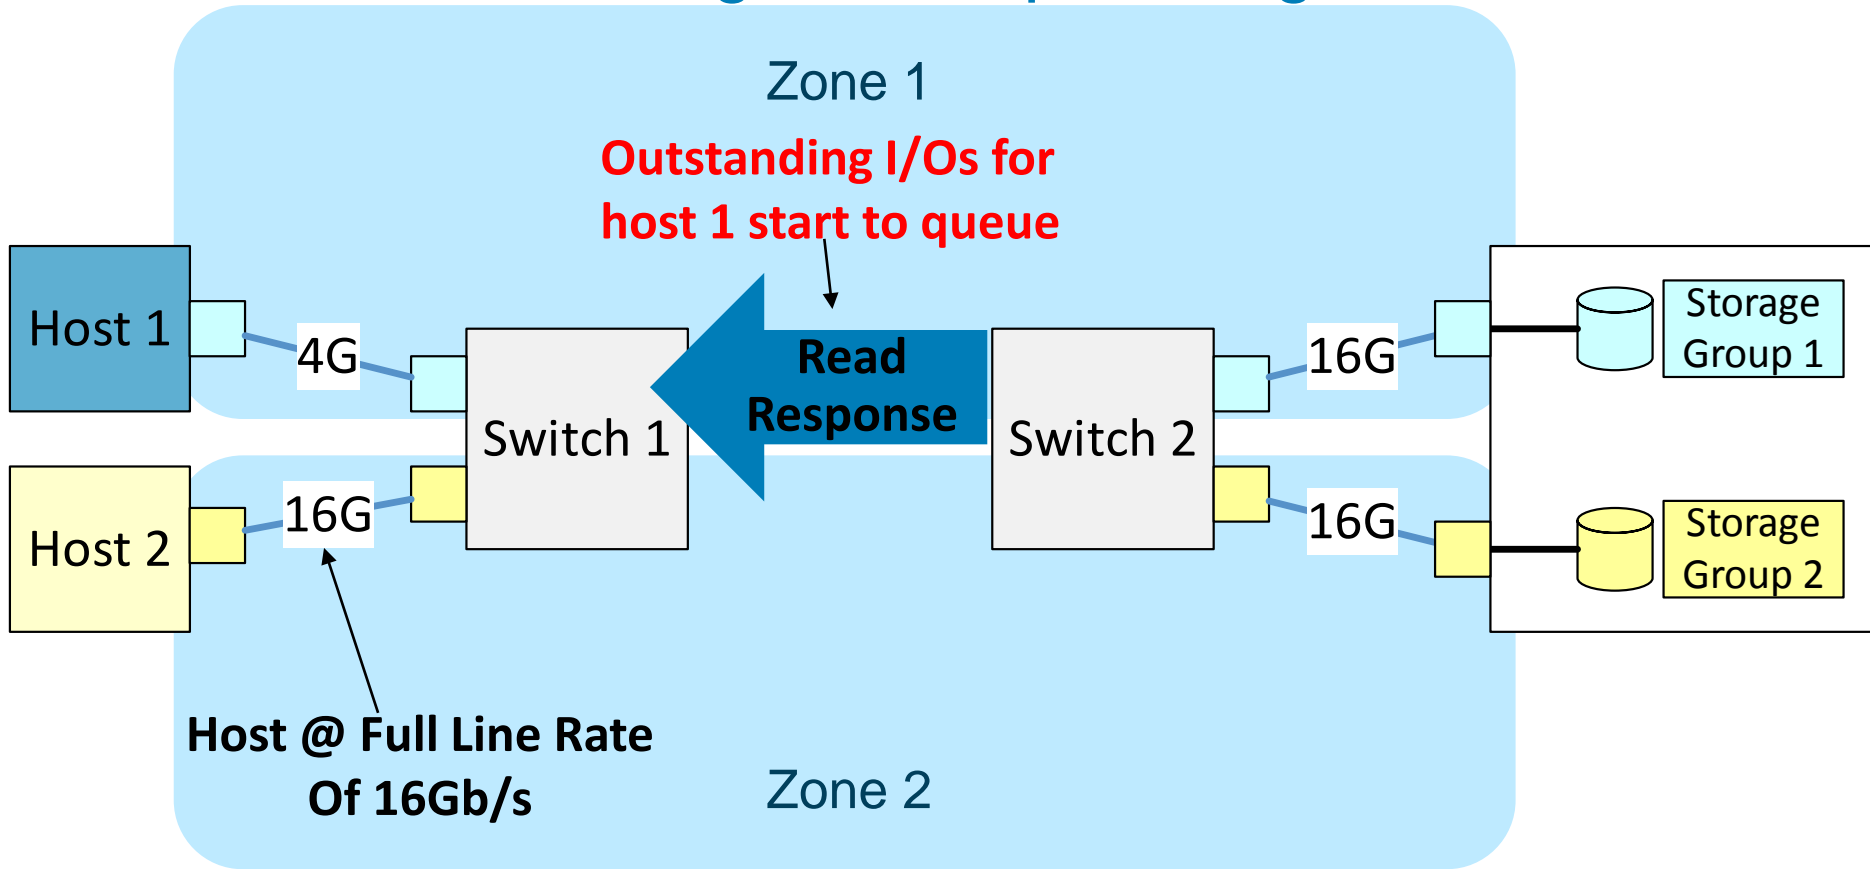 Zone 1
Outstanding I/Os for
host 1 start to queue
Host 1
4G
Switch 1
Read
Response
Switch 2
16G
Storage
Group 1
Host 2
16G
16G
Storage
Group 2
Host @ Full Line Rate
Of 16Gb/s
Zone 2